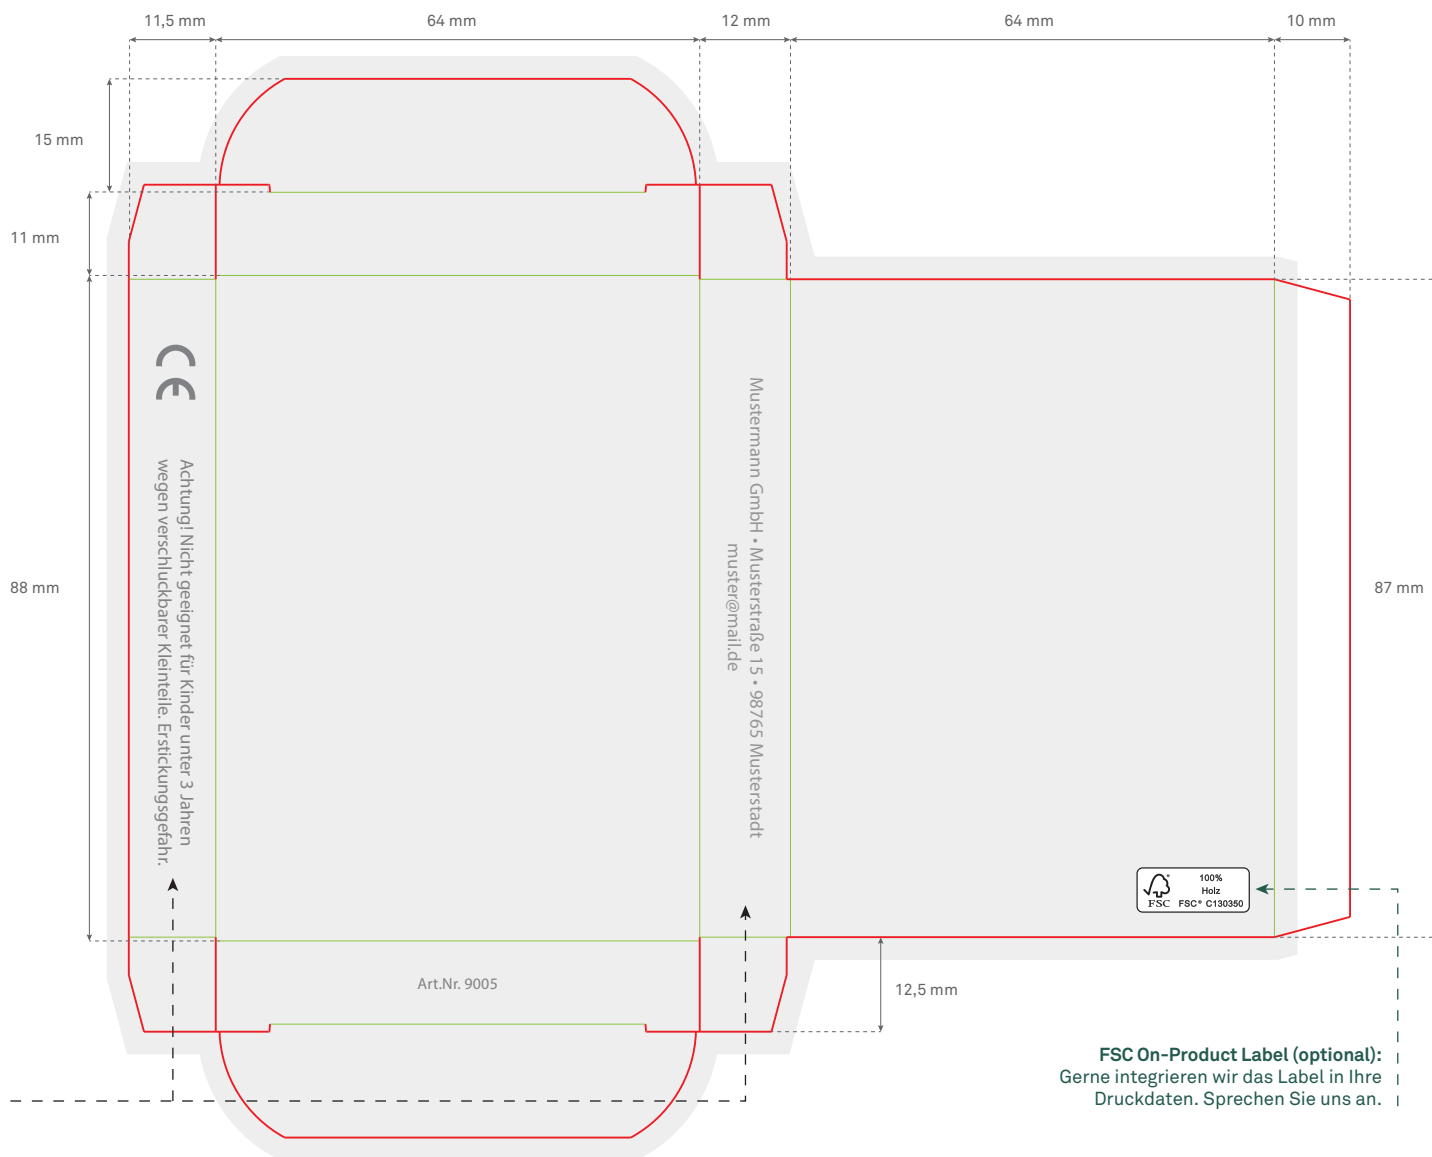 11,5 mm
64 mm
12 mm
64 mm
10 mm
15 mm
11 mm
88 mm
87 mm
CE
Achtung! Nicht geeignet für Kinder unter 3 Jahren
wegen verschluckbarer Kleinteile. Erstickungsgefahr.
Mustermann GmbH • Musterstraße 15 • 98765 Musterstadt
muster@mail.de
FSC
100%
Holz
FSC® C130350
Art.Nr. 9005
12,5 mm
FSC On-Product Label (optional):
Gerne integrieren wir das Label in Ihre
Druckdaten. Sprechen Sie uns an.